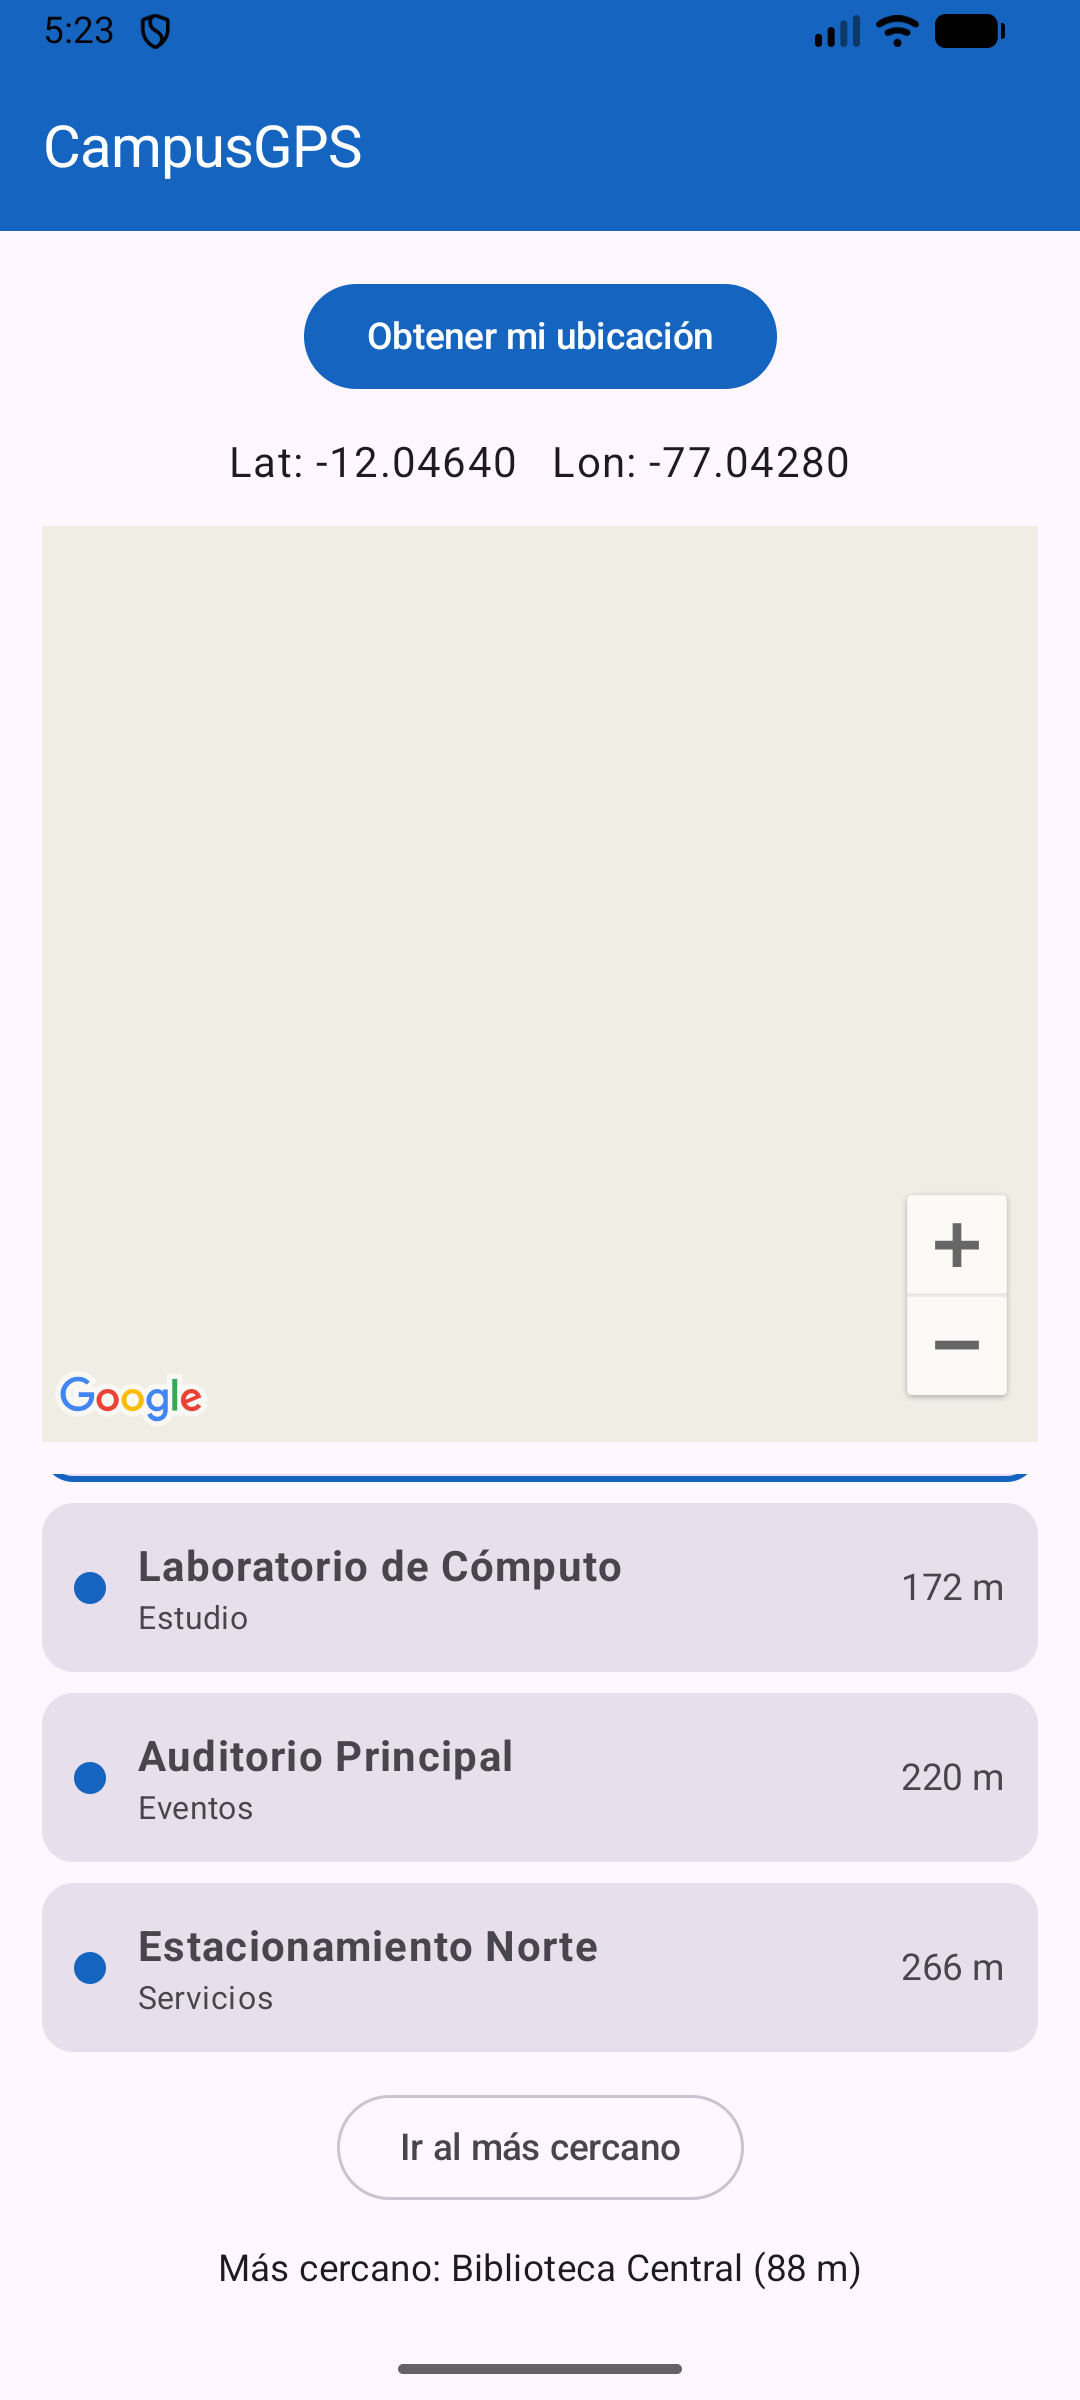 5:23
CampusGPS
Obtener mi ubicación
Lat: -12.04640   Lon: -77.04280
Google
Laboratorio de Cómputo
172 m
Estudio
Auditorio Principal
220 m
Eventos
Estacionamiento Norte
266 m
Servicios
Ir al más cercano
Más cercano: Biblioteca Central (88 m)